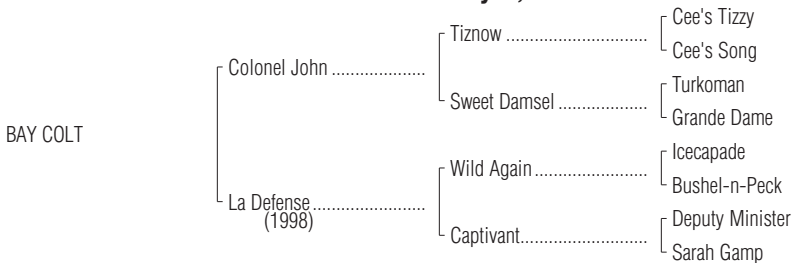 Cee's Tizzy
Tiznow ................................
Cee's Song
Colonel John .....................
Turkoman
Sweet Damsel ....................
Grande Dame
BAY COLT
Icecapade
Wild Again .........................
Bushel-n-Peck
La Defense .........................
(1998)
Deputy Minister
Captivant............................
Sarah Gamp